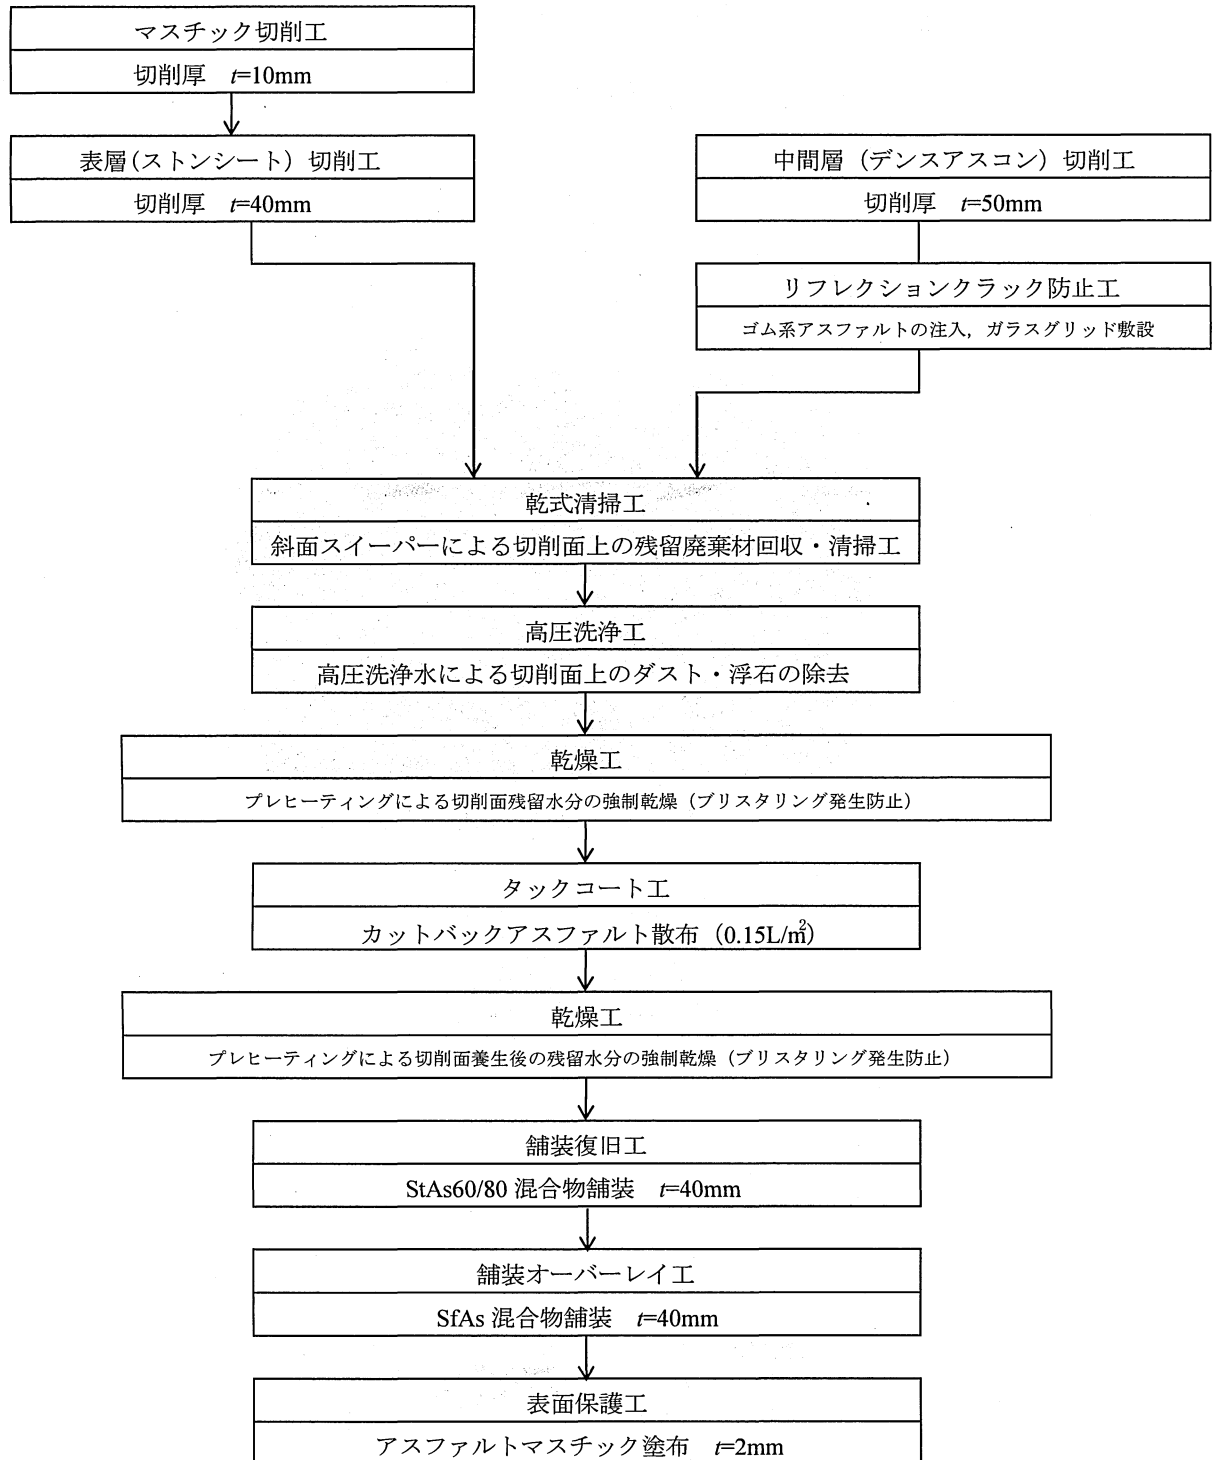 マスチック切削工
切削厚　t=10mm
表層(ストンシート）切削工
切削厚　t=40mm
中間層（デンスアスコン）切削工
切削厚　t=50mm
リフレクションクラック防止工
ゴム系アスファルトの注入，ガラスグリッド敷設
乾式清掃工
斜面スイーパーによる切削面上の残留廃棄材回収・清掃工
高圧洗浄工
高圧洗浄水による切削面上のダスト・浮石の除去
乾燥工
プレヒーティングによる切削面残留水分の強制乾燥（ブリスタリング発生防止）
タックコート工
カットバックアスファルト散布（0.15L/m²）
乾燥工
プレヒーティングによる切削面養生後の残留水分の強制乾燥（ブリスタリング発生防止）
舗装復旧工
StAs60/80 混合物舗装　t=40mm
舗装オーバーレイ工
SfAs 混合物舗装　t=40mm
表面保護工
アスファルトマスチック塗布　t=2mm